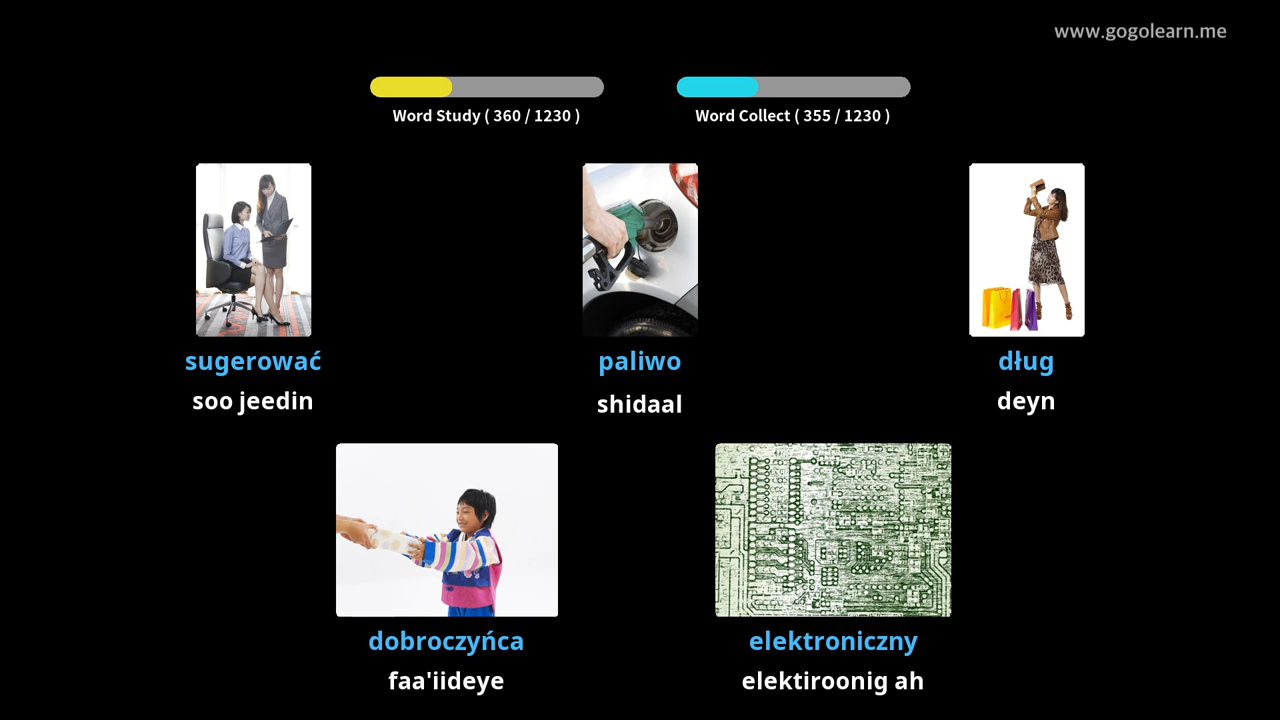 www.gogolearn.me
Word Study ( 360 / 1230 )
Word Collect ( 355 / 1230 )
sugerować
soo jeedin
paliwo
shidaal
dług
deyn
dobroczyńca
faa'iideye
elektroniczny
elektiroonig ah